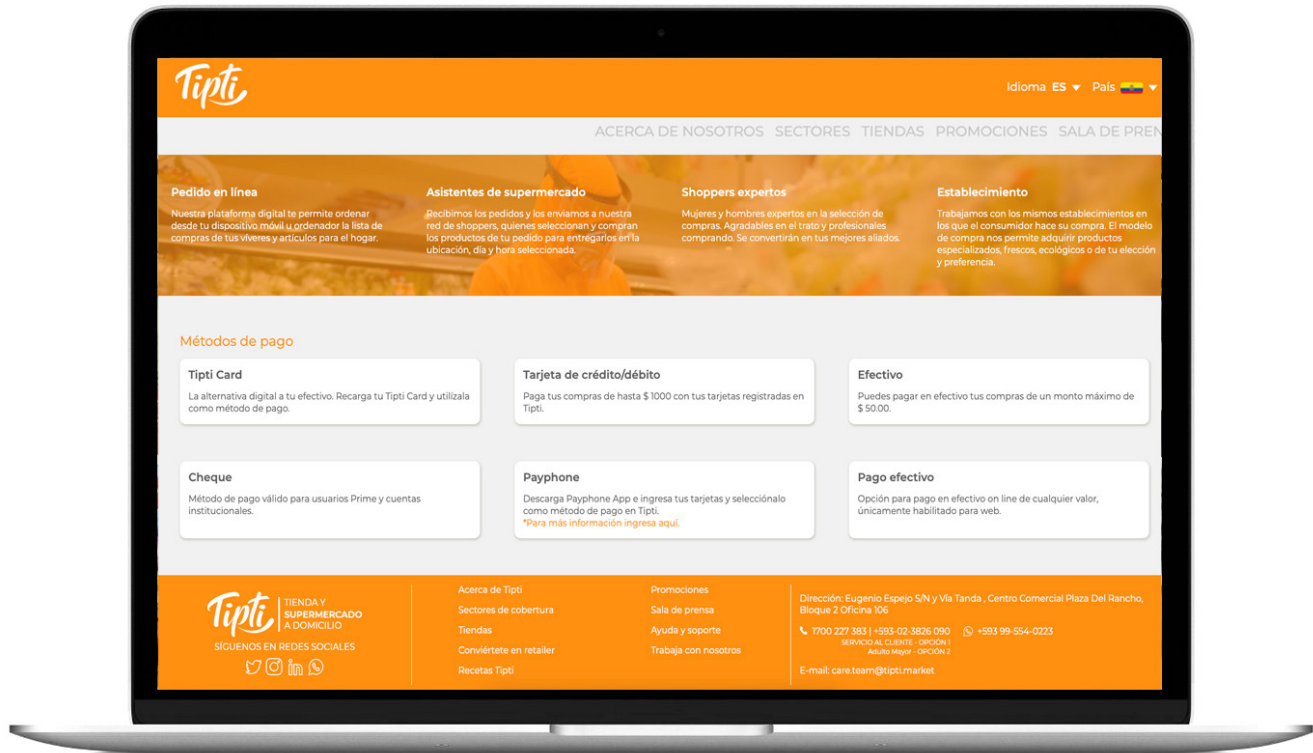 Tipti
Idioma ES País
ACERCA DE NOSOTROS SECTORES TIENDAS PROMOCIONES SALA DE PREN
Pedido en línea
Nuestra plataforma digital te permite ordenar
desde tu dispositivo móvil u ordenador la lista de
compras de tus víveres y artículos para el hogar.
Asistentes de supermercado
Recibimos los pedidos y los enviamos a nuestra
red de shoppers, quienes seleccionan y compran
los productos de tu pedido para entregarlos en la
ubicación, día y hora seleccionada.
Shoppers expertos
Mujeres y hombres expertos en la selección de
compras. Agradables en el trato y profesionales
comprando. Se convertirán en tus mejores aliados.
Establecimiento
Trabajamos con los mismos establecimientos en
los que el consumidor hace su compra. El modelo
de compra nos permite adquirir productos
especializados, frescos, ecológicos o de tu elección
y preferencia.
Métodos de pago
Tipti Card
La alternativa digital a tu efectivo. Recarga tu Tipti Card y utilízala
como método de pago.
Tarjeta de crédito/débito
Paga tus compras de hasta $ 1000 con tus tarjetas registradas en
Tipti.
Efectivo
Puedes pagar en efectivo tus compras de un monto máximo de
$ 50.00.
Cheque
Método de pago válido para usuarios Prime y cuentas
institucionales.
Payphone
Descarga Payphone App e ingresa tus tarjetas y selecciónalo
como método de pago en Tipti.
*Para más información ingresa aquí.
Pago efectivo
Opción para pago en efectivo on line de cualquier valor,
únicamente habilitado para web.
Tipti
TIENDA Y
SUPERMERCADO
A DOMICILIO
SÍGUENOS EN REDES SOCIALES
Acerca de Tipti
Sectores de cobertura
Tiendas
Conviértete en retailer
Recetas Tipti
Promociones
Sala de prensa
Ayuda y soporte
Trabaja con nosotros
Dirección: Eugenio Espejo S/N y Vía Tanda , Centro Comercial Plaza Del Rancho,
Bloque 2 Oficina 106
1700 227 383 | +593-02-3826 090 +593 99-554-0223
SERVICIO AL CLIENTE - OPCIÓN 1
Adulto Mayor - OPCIÓN 2
E-mail: care.team@tipti.market